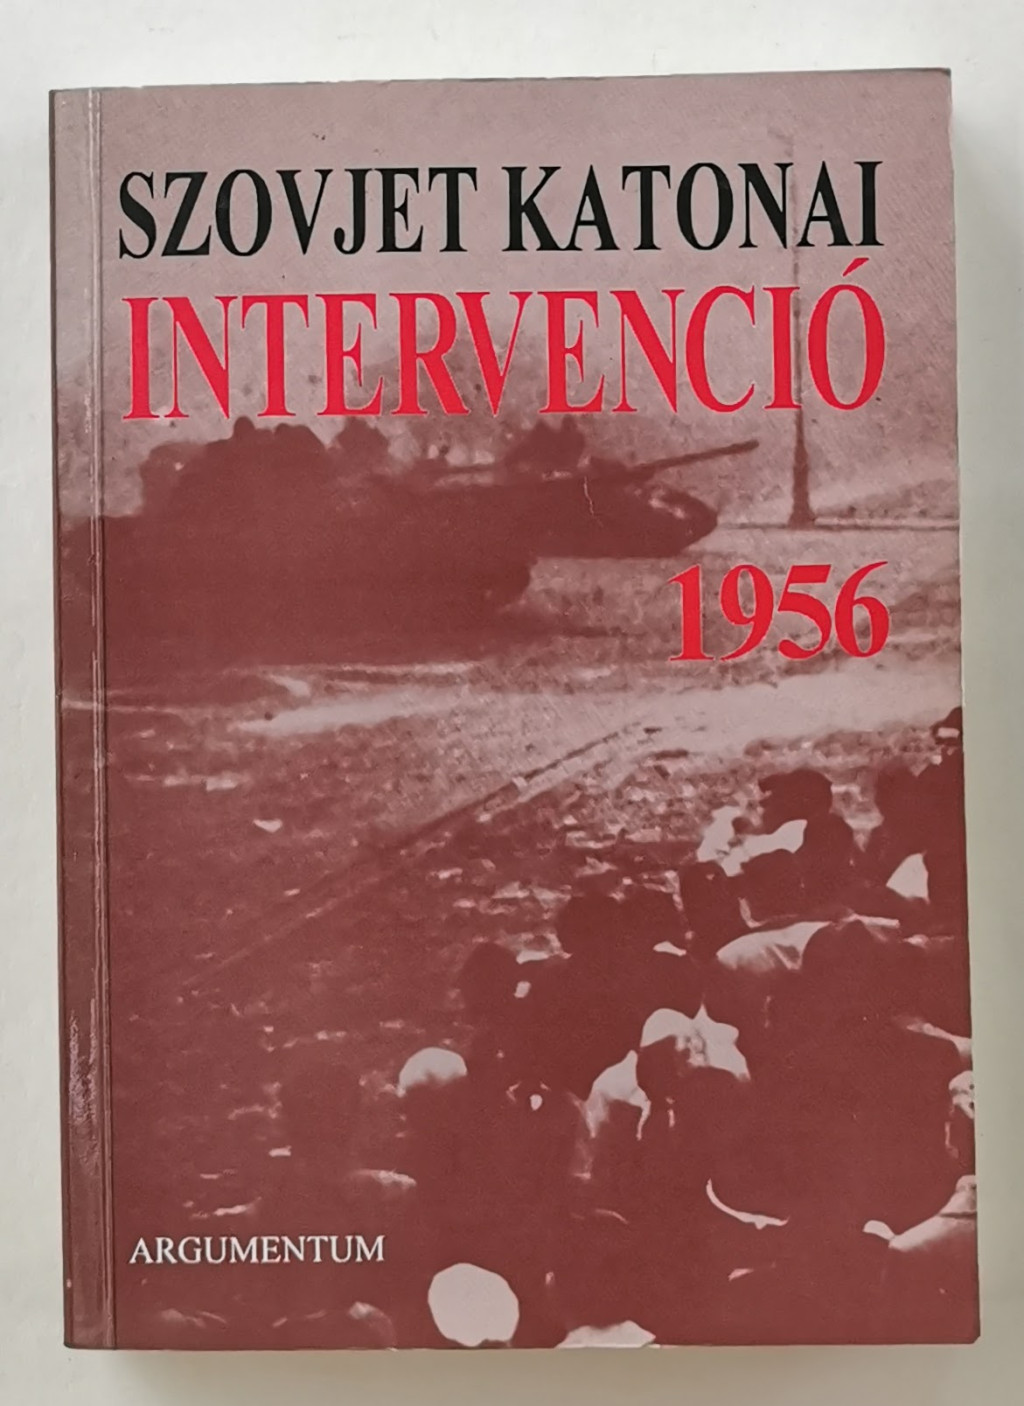 SZOVJET KATONAI
INTERVENCIÓ
1956
ARGUMENTUM